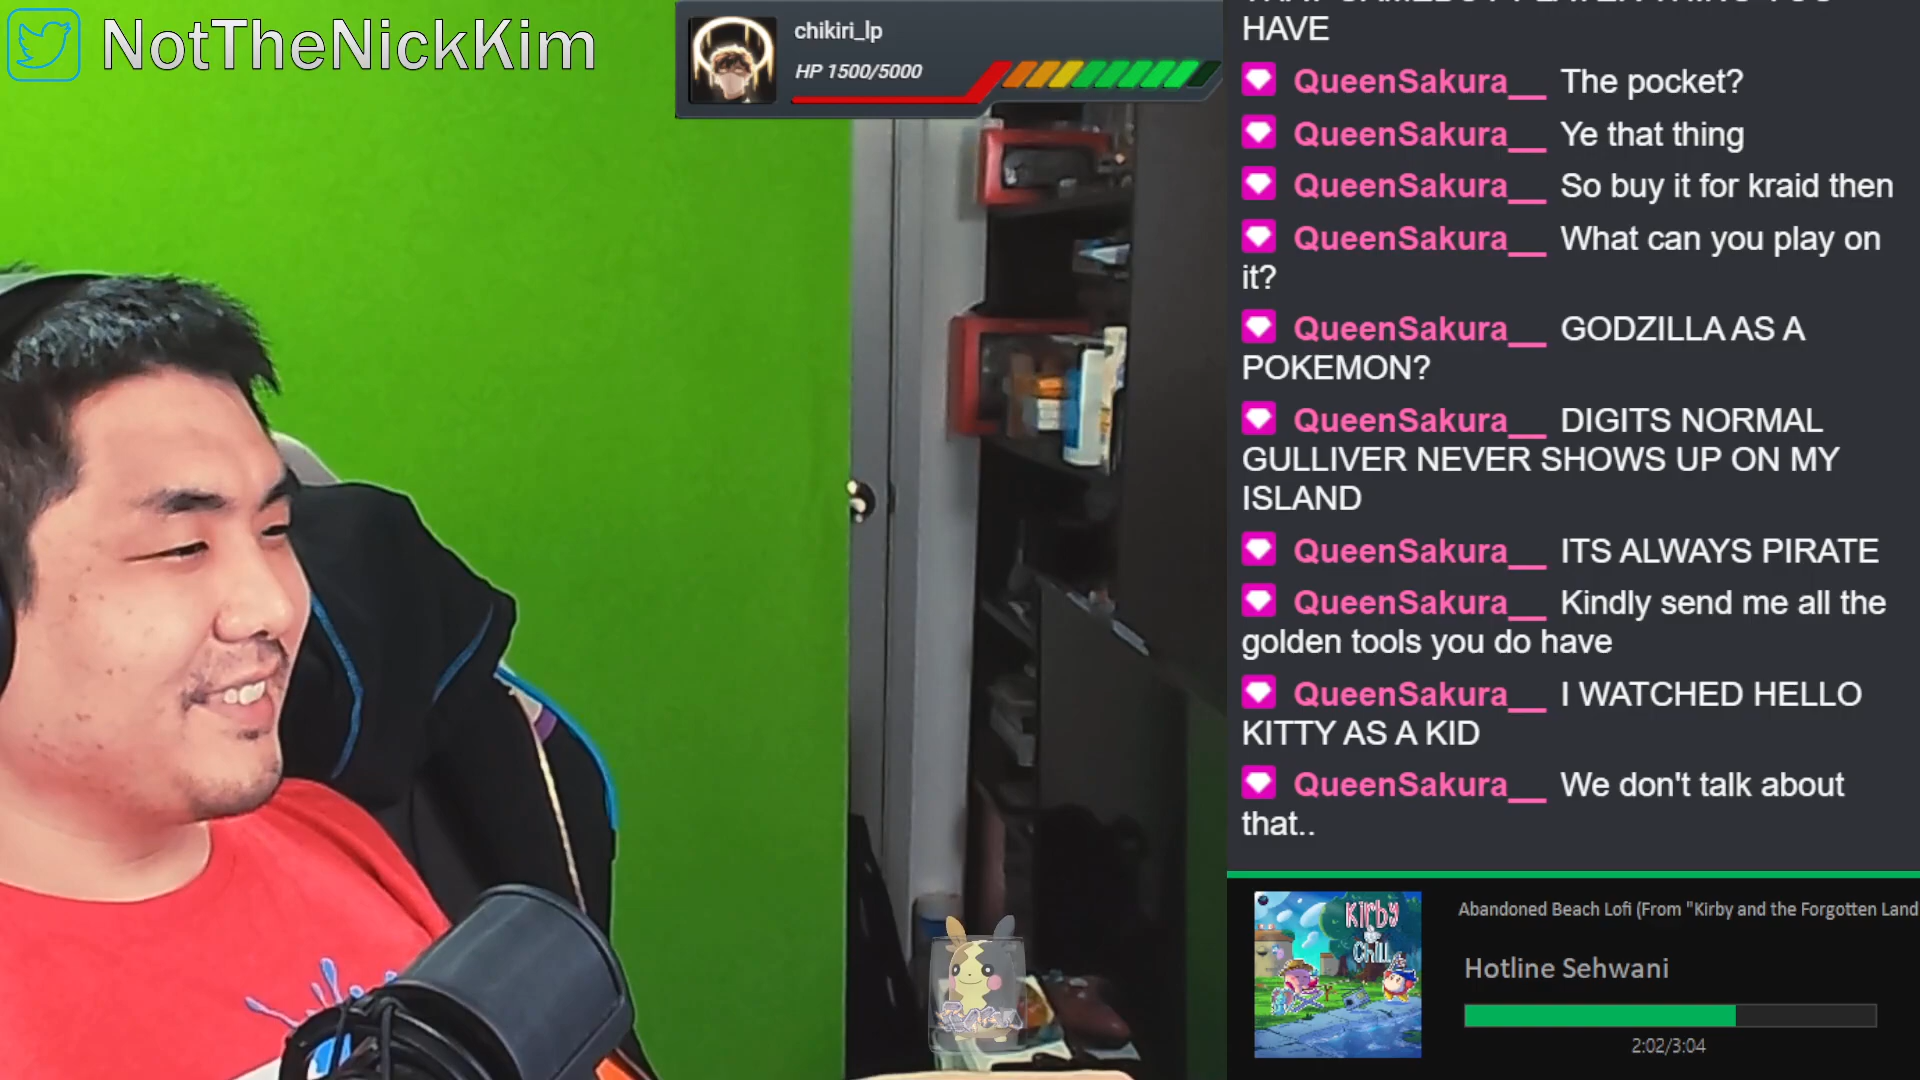 NotTheNickKim
chikiri_lp
HP 1500/5000
HAVE
QueenSakura__ The pocket?
QueenSakura__ Ye that thing
QueenSakura__ So buy it for kraid then
QueenSakura__ What can you play on
it?
QueenSakura__ GODZILLA AS A
POKEMON?
QueenSakura__ DIGITS NORMAL
GULLIVER NEVER SHOWS UP ON MY
ISLAND
QueenSakura__ ITS ALWAYS PIRATE
QueenSakura__ Kindly send me all the
golden tools you do have
QueenSakura__ I WATCHED HELLO
KITTY AS A KID
QueenSakura__ We don't talk about
that..
Kirby
&
Chill
Abandoned Beach Lofi (From "Kirby and the Forgotten Land
Hotline Sehwani
2:02/3:04